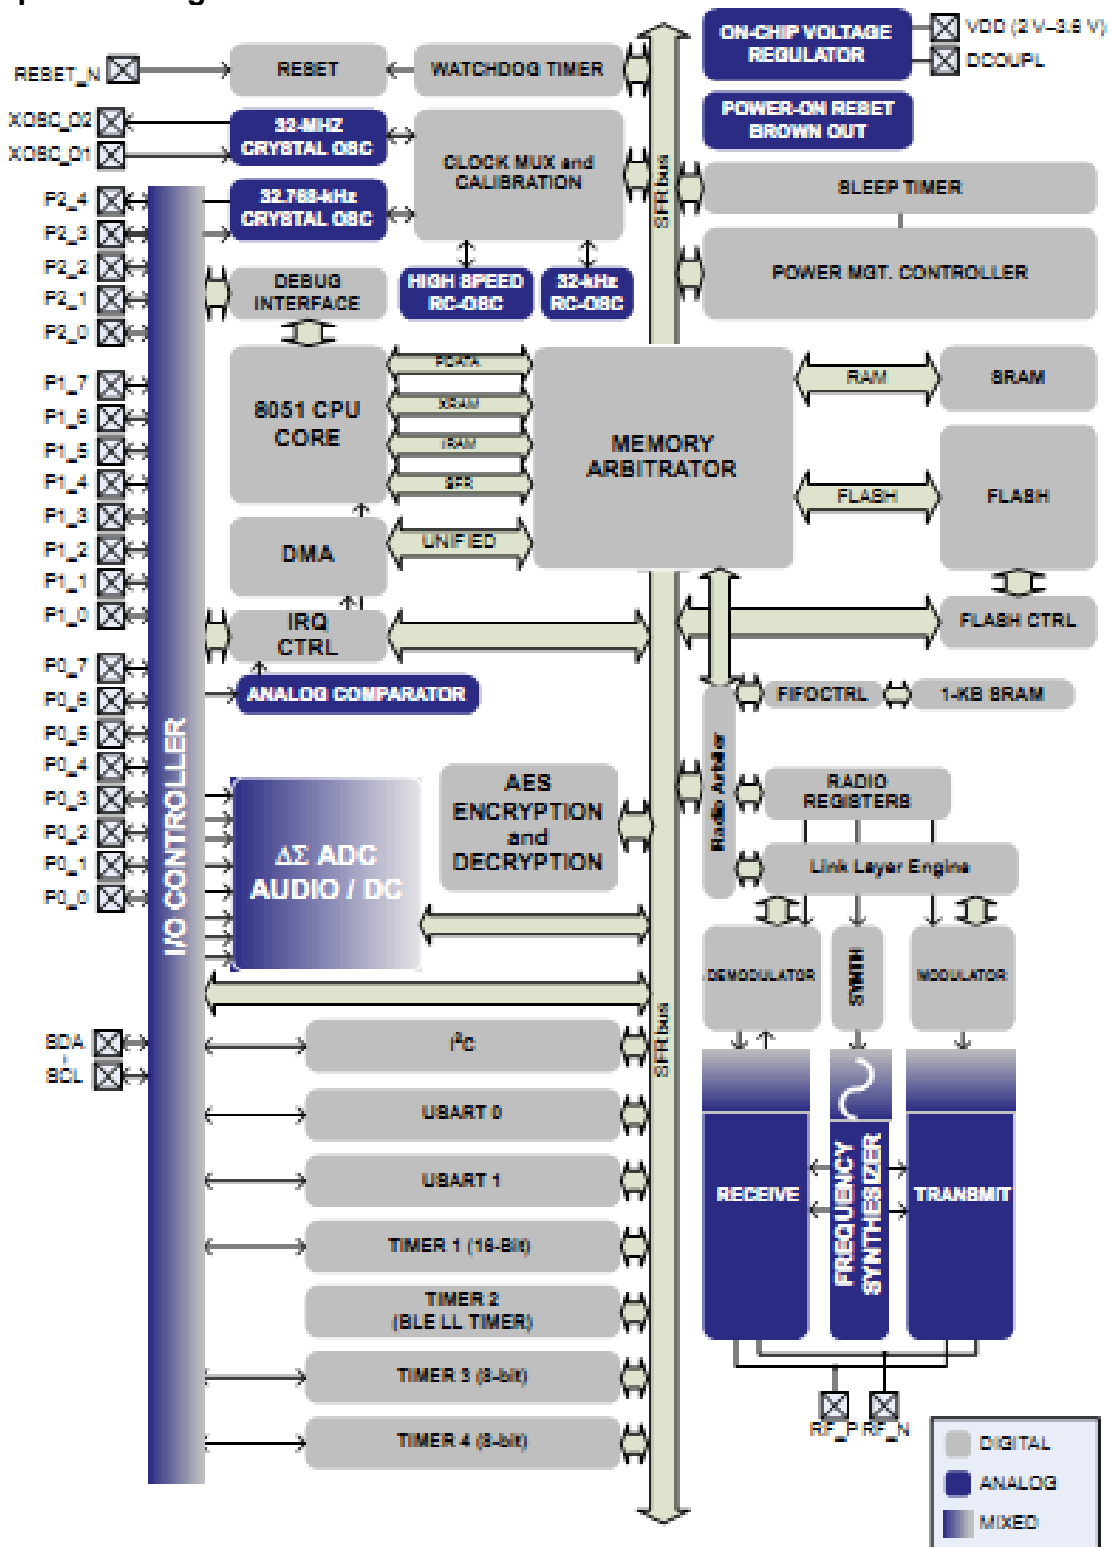 RESET_N
XOSC_Q2
XOSC_Q1
P2_4
P2_3
P2_2
P2_1
P2_0
P1_7
P1_6
P1_5
P1_4
P1_3
P1_2
P1_1
P1_0
P0_7
P0_6
P0_5
P0_4
P0_3
P0_2
P0_1
P0_0
SDA
SCL
I/O CONTROLLER
RESET
WATCHDOG TIMER
32-MHZ
CRYSTAL OSC
32.768-kHz
CRYSTAL OSC
CLOCK MUX and
CALIBRATION
DEBUG
INTERFACE
HIGH SPEED
RC-OSC
32-kHz
RC-OSC
SFR bus
ON-CHIP VOLTAGE
REGULATOR
VDD (2 V–3.6 V)
DCOUPL
POWER-ON RESET
BROWN OUT
SLEEP TIMER
POWER MGT. CONTROLLER
8051 CPU
CORE
PDATA
XRAM
IRAM
SFR
DMA
UNIFIED
MEMORY
ARBITRATOR
RAM
SRAM
FLASH
FLASH
FLASH CTRL
IRQ
CTRL
ANALOG COMPARATOR
FIFOCTRL
1-KB SRAM
Radio Arbiter
RADIO
REGISTERS
Link Layer Engine
ΔΣ ADC
AUDIO / DC
AES
ENCRYPTION
and
DECRYPTION
DEMODULATOR
SYNTH
MODULATOR
SFR bus
I²C
USART 0
USART 1
TIMER 1 (16-Bit)
TIMER 2
(BLE LL TIMER)
TIMER 3 (8-bit)
TIMER 4 (8-bit)
RECEIVE
FREQUENCY
SYNTHESIZER
TRANSMIT
RF_P
RF_N
DIGITAL
ANALOG
MIXED